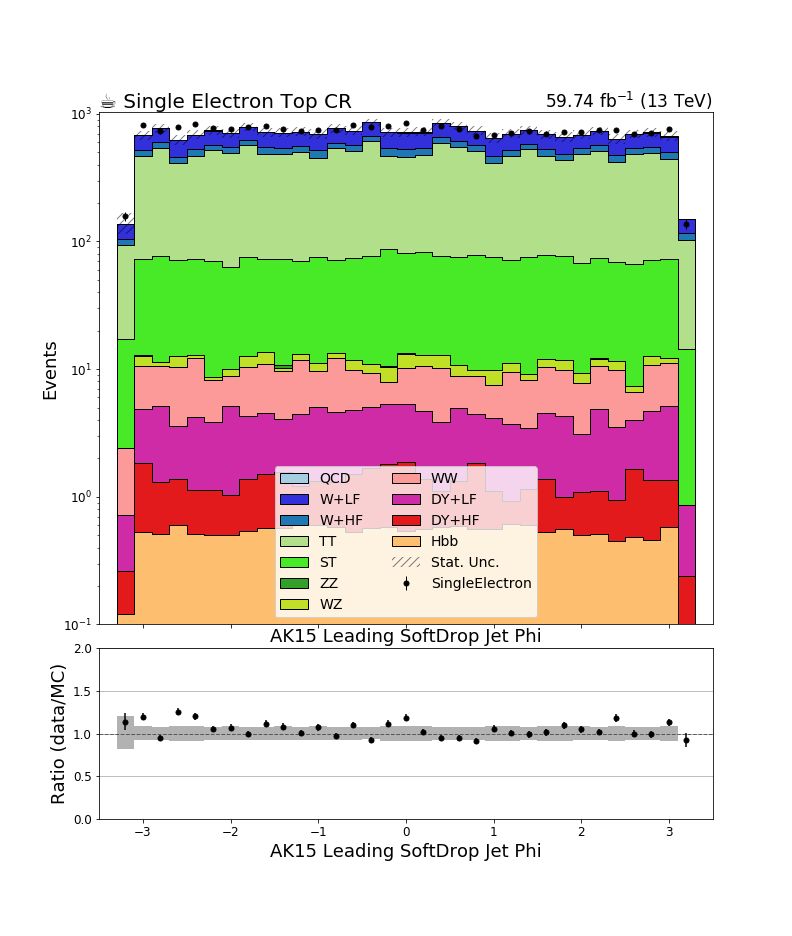 ☕ Single Electron Top CR
59.74 fb⁻¹ (13 TeV)
10³
10²
10¹
10⁰
10⁻¹
Events
QCD
W+LF
W+HF
TT
ST
ZZ
WZ
WW
DY+LF
DY+HF
Hbb
Stat. Unc.
SingleElectron
AK15 Leading SoftDrop Jet Phi
2.0
1.5
1.0
0.5
0.0
Ratio (data/MC)
−3 −2 −1 0 1 2 3
AK15 Leading SoftDrop Jet Phi